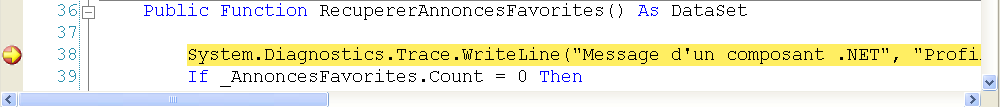 36 Public Function RecupererAnnoncesFavorites() As DataSet
37
38 System.Diagnostics.Trace.WriteLine("Message d'un composant .NET",
39 If _AnnoncesFavorites.Count = 0 Then